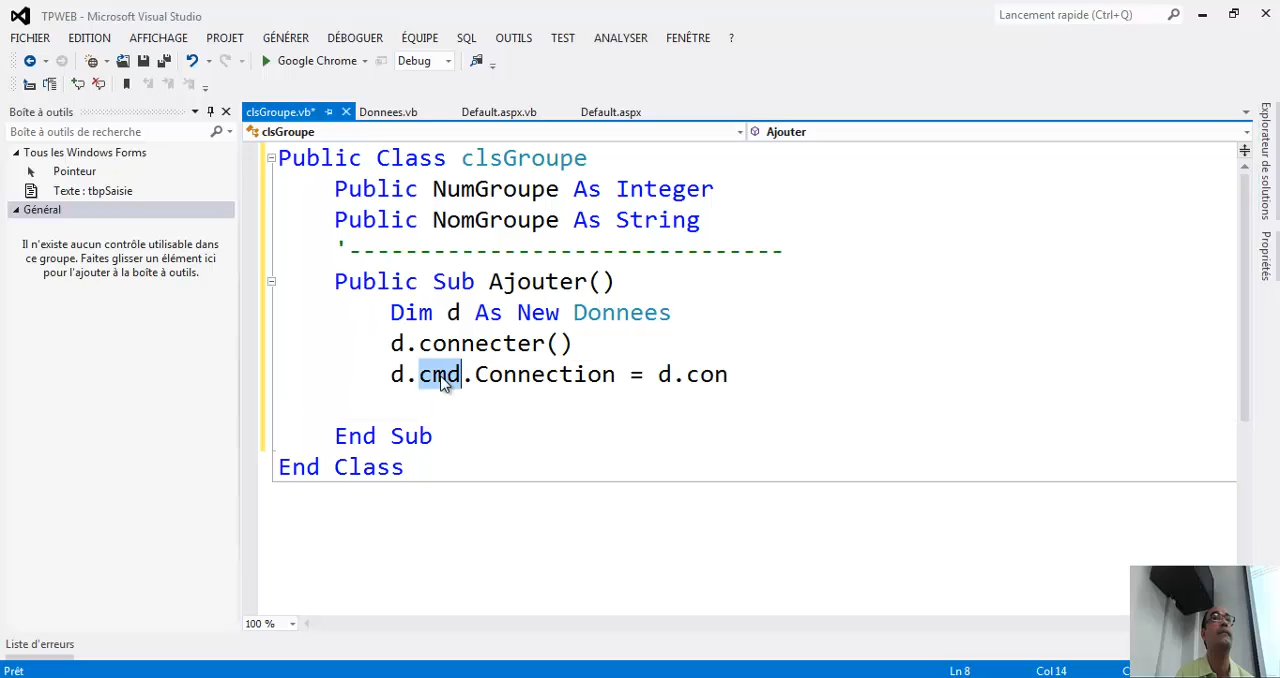 TPWEB - Microsoft Visual Studio
Lancement rapide (Ctrl+Q)
FICHIER EDITION AFFICHAGE PROJET GÉNÉRER DÉBOGUER ÉQUIPE SQL OUTILS TEST ANALYSER FENÊTRE ?
Google Chrome Debug
Boîte à outils
clsGroupe.vb* Donnees.vb Default.aspx.vb Default.aspx
Boîte à outils de recherche
clsGroupe Ajouter
Tous les Windows Forms
Pointeur
Texte : tbpSaisie
Général
Il n'existe aucun contrôle utilisable dans
ce groupe. Faites glisser un élément ici
pour l'ajouter à la boîte à outils.
Public Class clsGroupe
Public NumGroupe As Integer
Public NomGroupe As String
'-------------------------------
Public Sub Ajouter()
Dim d As New Donnees
d.connecter()
d.cmd.Connection = d.con
End Sub
End Class
Explorateur de solutions
Propriétés
100 %
Liste d'erreurs
Prêt Ln 8 Col 14 C